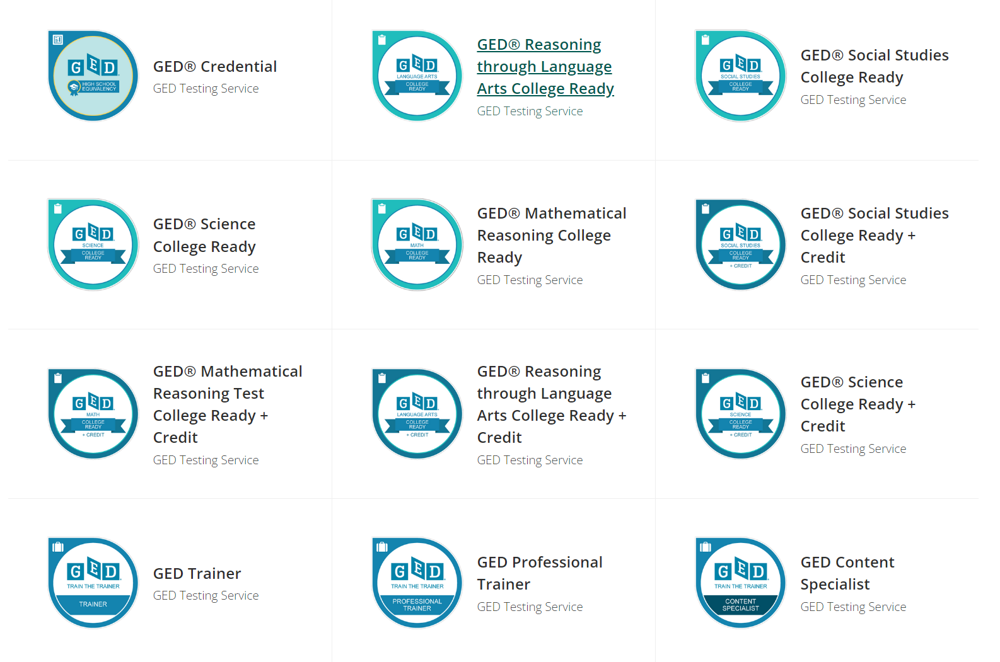 GED
HIGH SCHOOL
EQUIVALENCY
GED® Credential
GED Testing Service
GED
LANGUAGE ARTS
COLLEGE
READY
GED® Reasoning
through Language
Arts College Ready
GED Testing Service
GED
SOCIAL STUDIES
COLLEGE
READY
GED® Social Studies
College Ready
GED Testing Service
GED
SCIENCE
COLLEGE
READY
GED® Science
College Ready
GED Testing Service
GED
MATH
COLLEGE
READY
GED® Mathematical
Reasoning College
Ready
GED Testing Service
GED
SOCIAL STUDIES
COLLEGE
READY
+ CREDIT
GED® Social Studies
College Ready +
Credit
GED Testing Service
GED
MATH
COLLEGE
READY
+ CREDIT
GED® Mathematical
Reasoning Test
College Ready +
Credit
GED Testing Service
GED
LANGUAGE ARTS
COLLEGE
READY
+ CREDIT
GED® Reasoning
through Language
Arts College Ready +
Credit
GED Testing Service
GED
SCIENCE
COLLEGE
READY
+ CREDIT
GED® Science
College Ready +
Credit
GED Testing Service
GED
TRAIN THE TRAINER
TRAINER
GED Trainer
GED Testing Service
GED
TRAIN THE TRAINER
PROFESSIONAL
TRAINER
GED Professional
Trainer
GED Testing Service
GED
TRAIN THE TRAINER
CONTENT
SPECIALIST
GED Content
Specialist
GED Testing Service